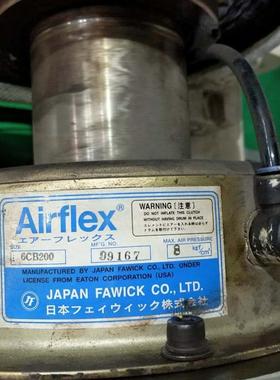 Airflex®
エアーフレックス
WARNING [注意]
DO NOT INFLATE THIS CLUTCH
WITHOUT HAVING DRUM IN PLACE
SIZE MFG. NO. MAX. AIR PRESSURE
6CB200 99167 8 kgf/cm²
MANUFACTURED BY JAPAN FAWICK CO., LTD. UNDER
LICENSE FROM EATON CORPORATION (USA)
JAPAN FAWICK CO., LTD.
日本フェイウィック株式会社